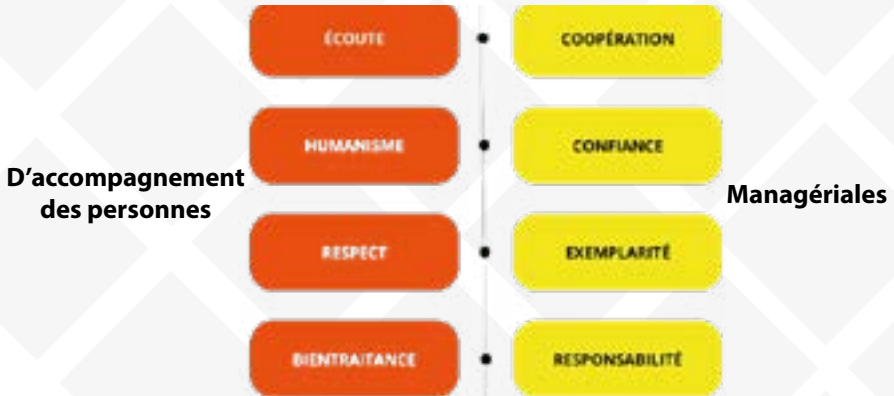 ÉCOUTE
COOPÉRATION
HUMANISME
CONFIANCE
D'accompagnement
des personnes
Managériales
RESPECT
EXEMPLARITÉ
BIENTRAITANCE
RESPONSABILITÉ